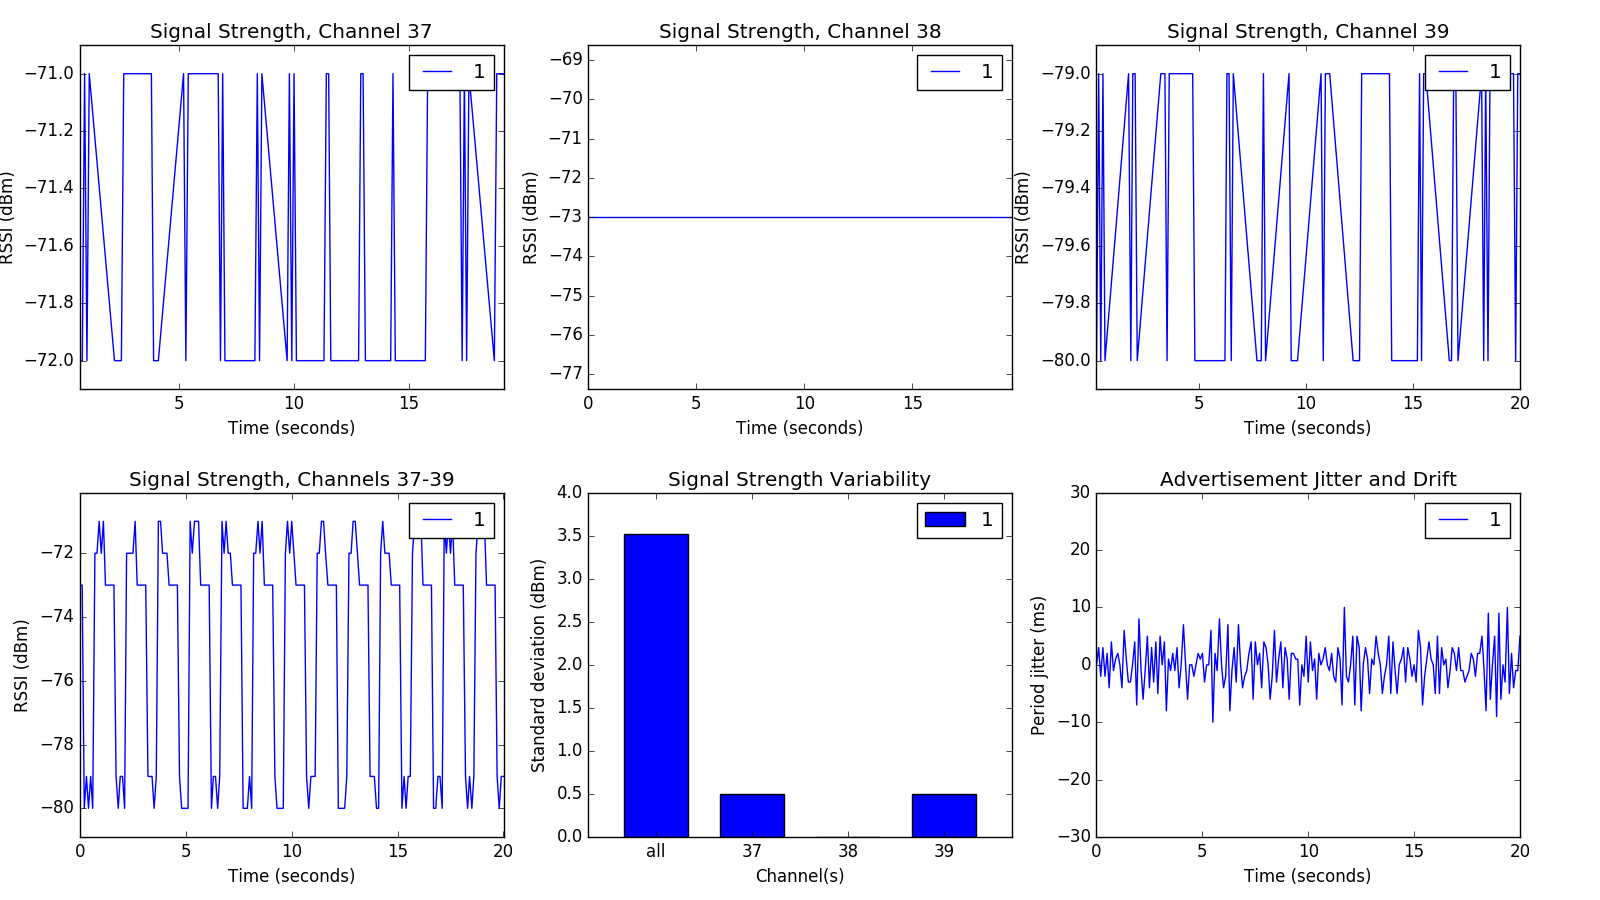 Signal Strength, Channel 37
1
−71.0
−71.2
−71.4
−71.6
−71.8
−72.0
RSSI (dBm)
5 10 15
Time (seconds)
Signal Strength, Channel 38
1
−69
−70
−71
−72
−73
−74
−75
−76
−77
RSSI (dBm)
0 5 10 15
Time (seconds)
Signal Strength, Channel 39
1
−79.0
−79.2
−79.4
−79.6
−79.8
−80.0
RSSI (dBm)
5 10 15 20
Time (seconds)
Signal Strength, Channels 37-39
1
−72
−74
−76
−78
−80
RSSI (dBm)
0 5 10 15 20
Time (seconds)
Signal Strength Variability
1
4.0
3.5
3.0
2.5
2.0
1.5
1.0
0.5
0.0
Standard deviation (dBm)
all 37 38 39
Channel(s)
Advertisement Jitter and Drift
1
30
20
10
0
−10
−20
−30
Period jitter (ms)
0 5 10 15 20
Time (seconds)